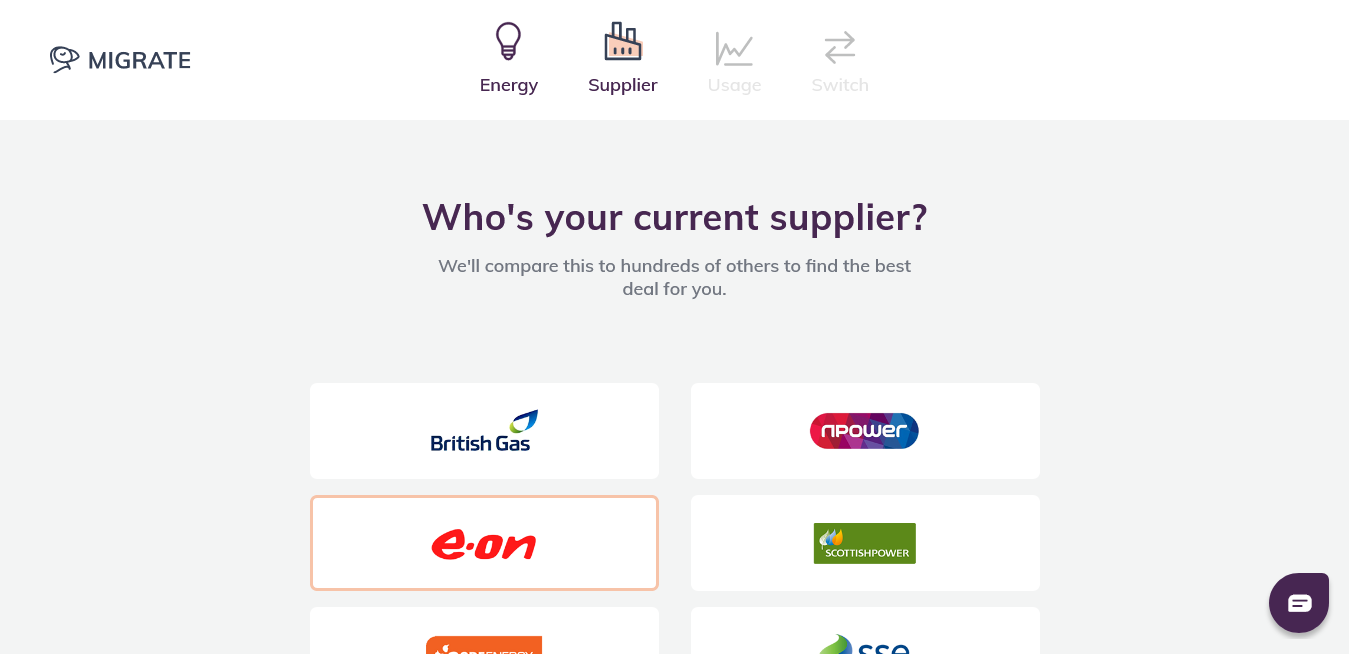 MIGRATE
Energy
Supplier
Usage
Switch
Who's your current supplier?
We'll compare this to hundreds of others to find the best
deal for you.
British Gas
npower
e·on
SCOTTISHPOWER
sse